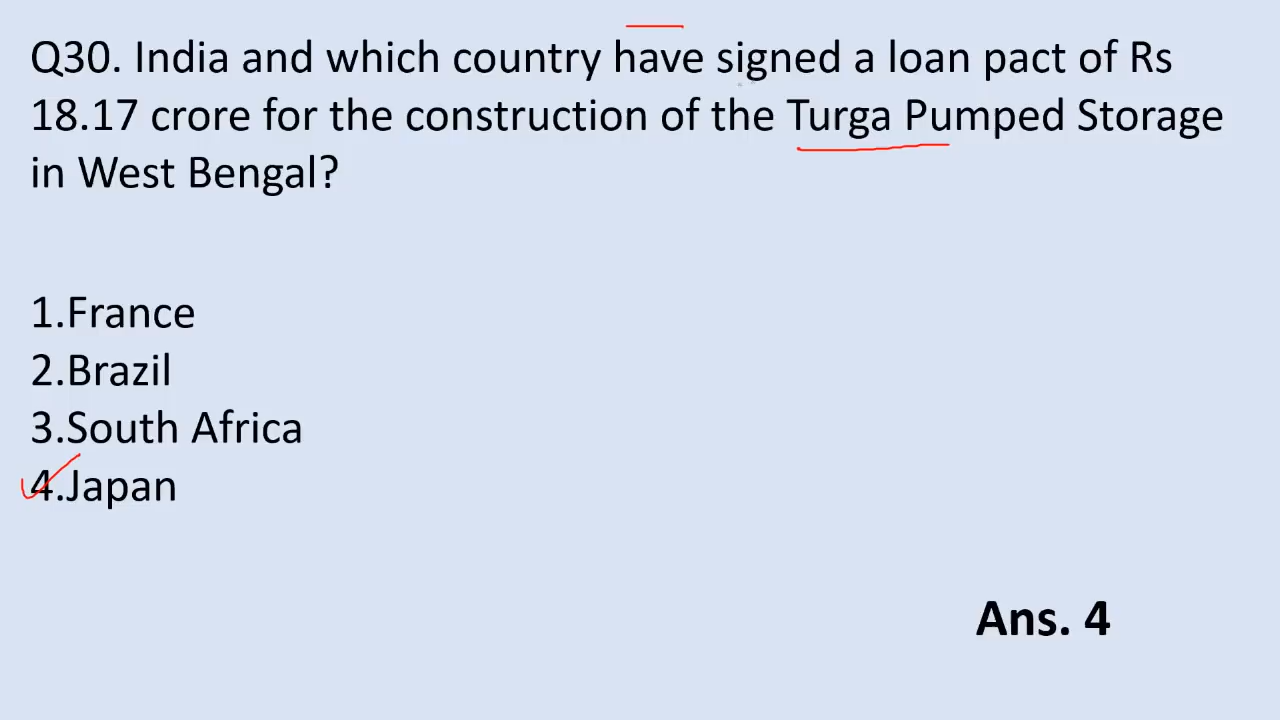 Q30. India and which country have signed a loan pact of Rs
18.17 crore for the construction of the Turga Pumped Storage
in West Bengal?
1.France
2.Brazil
3.South Africa
4.Japan
Ans. 4